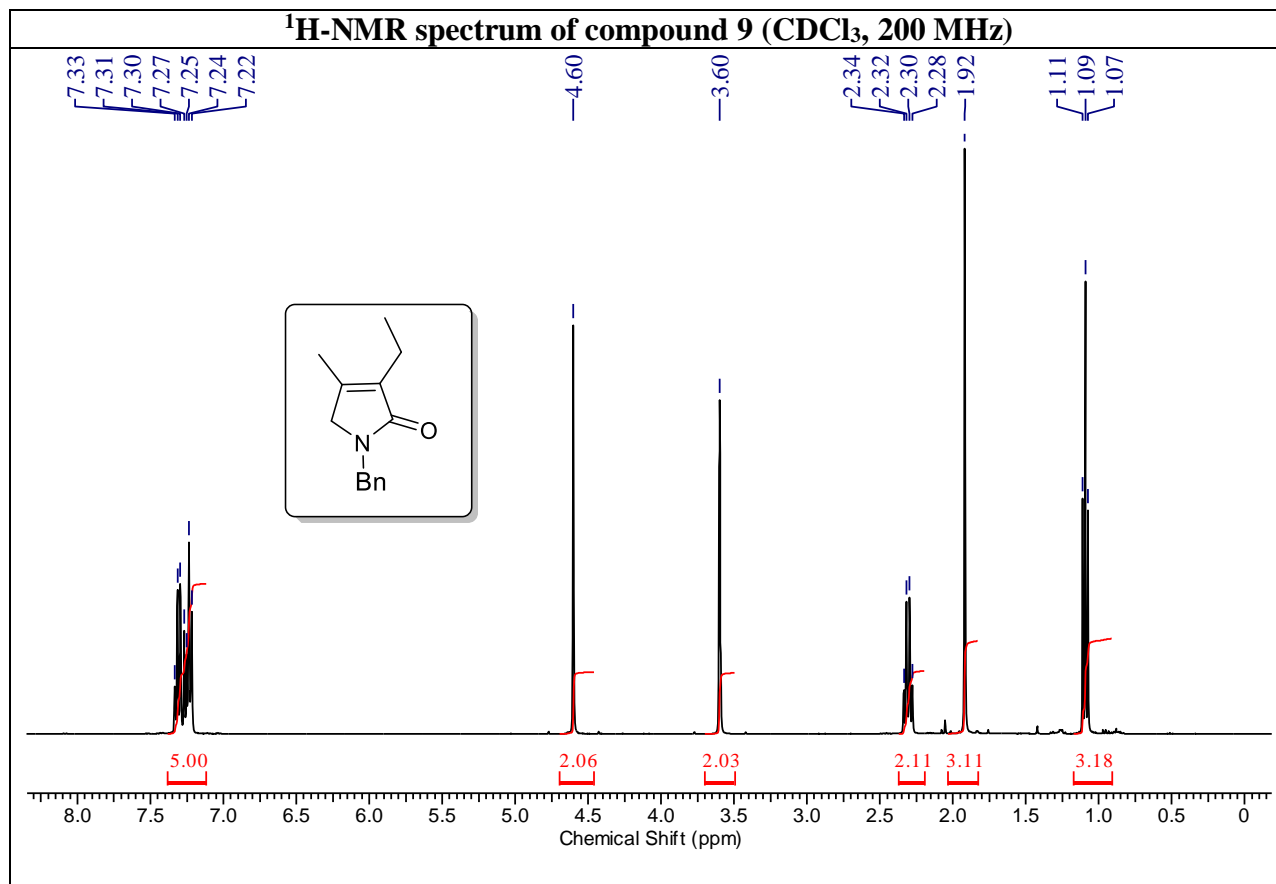 ¹H-NMR spectrum of compound 9 (CDCl₃, 200 MHz)
7.33 7.31 7.30 7.27 7.25 7.24 7.22 4.60 3.60 2.34 2.32 2.30 2.28 1.92 1.11 1.09 1.07
N
O
Bn
5.00 2.06 2.03 2.11 3.11 3.18
8.0 7.5 7.0 6.5 6.0 5.5 5.0 4.5 4.0 3.5 3.0 2.5 2.0 1.5 1.0 0.5 0
Chemical Shift (ppm)